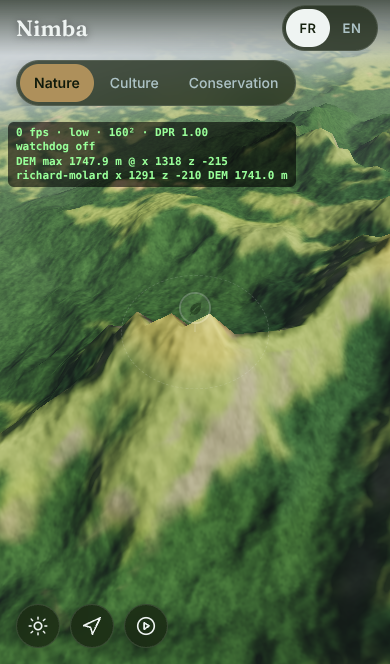 Nimba
FR EN
Nature Culture Conservation
0 fps · low · 160² · DPR 1.00
watchdog off
DEM max 1747.9 m @ x 1318 z -215
richard-molard x 1291 z -210 DEM 1741.0 m